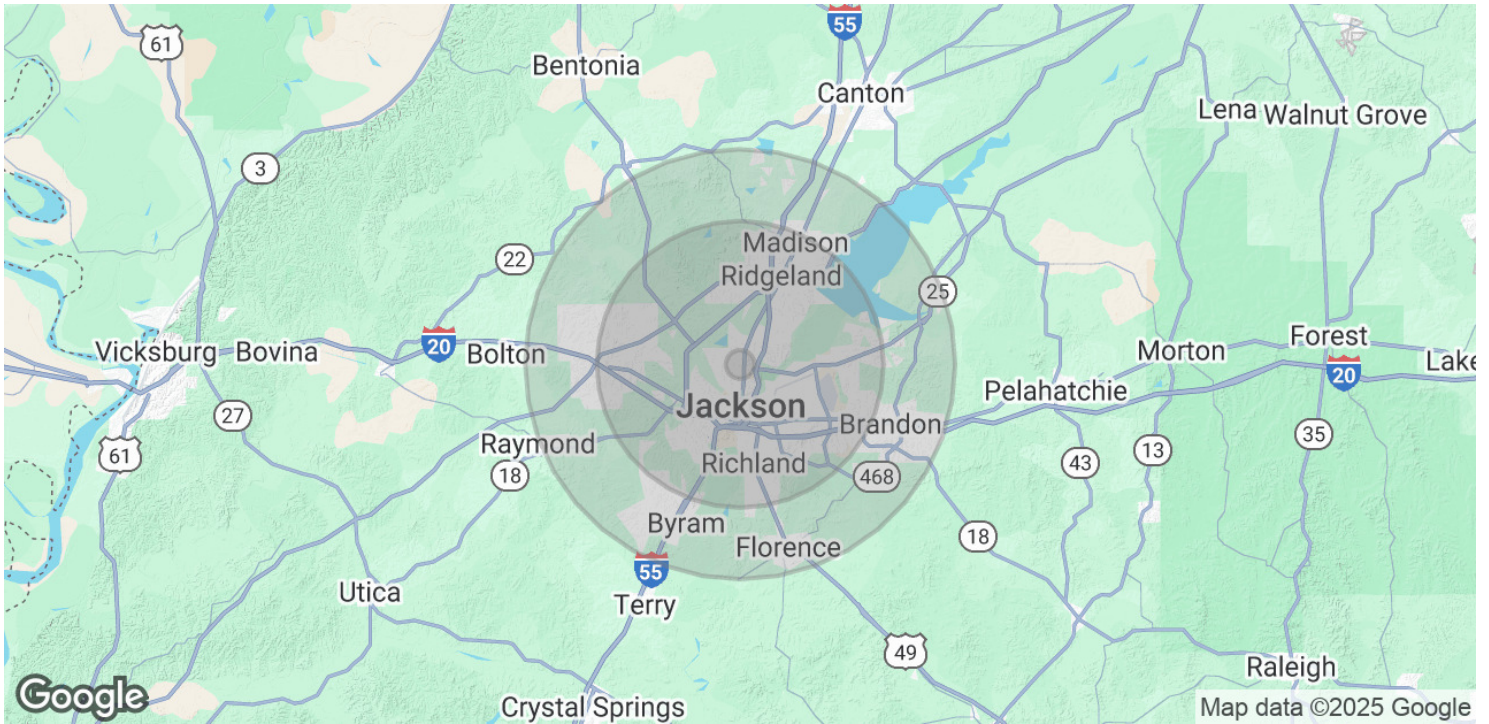 61
55
Bentonia
Canton
Lena Walnut Grove
3
Madison
22
Ridgeland
25
Vicksburg Bovina
20
Bolton
Morton
Forest
20
Lake
Pelahatchie
27
Jackson
Brandon
61
Raymond
18
Richland
468
43
13
35
Byram
Florence
18
55
Utica
Terry
49
Raleigh
Google
Crystal Springs
Map data ©2025 Google